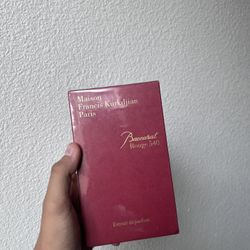 Maison
Francis Kurkdjian
Paris
Baccarat
Rouge 540
Extrait de parfum